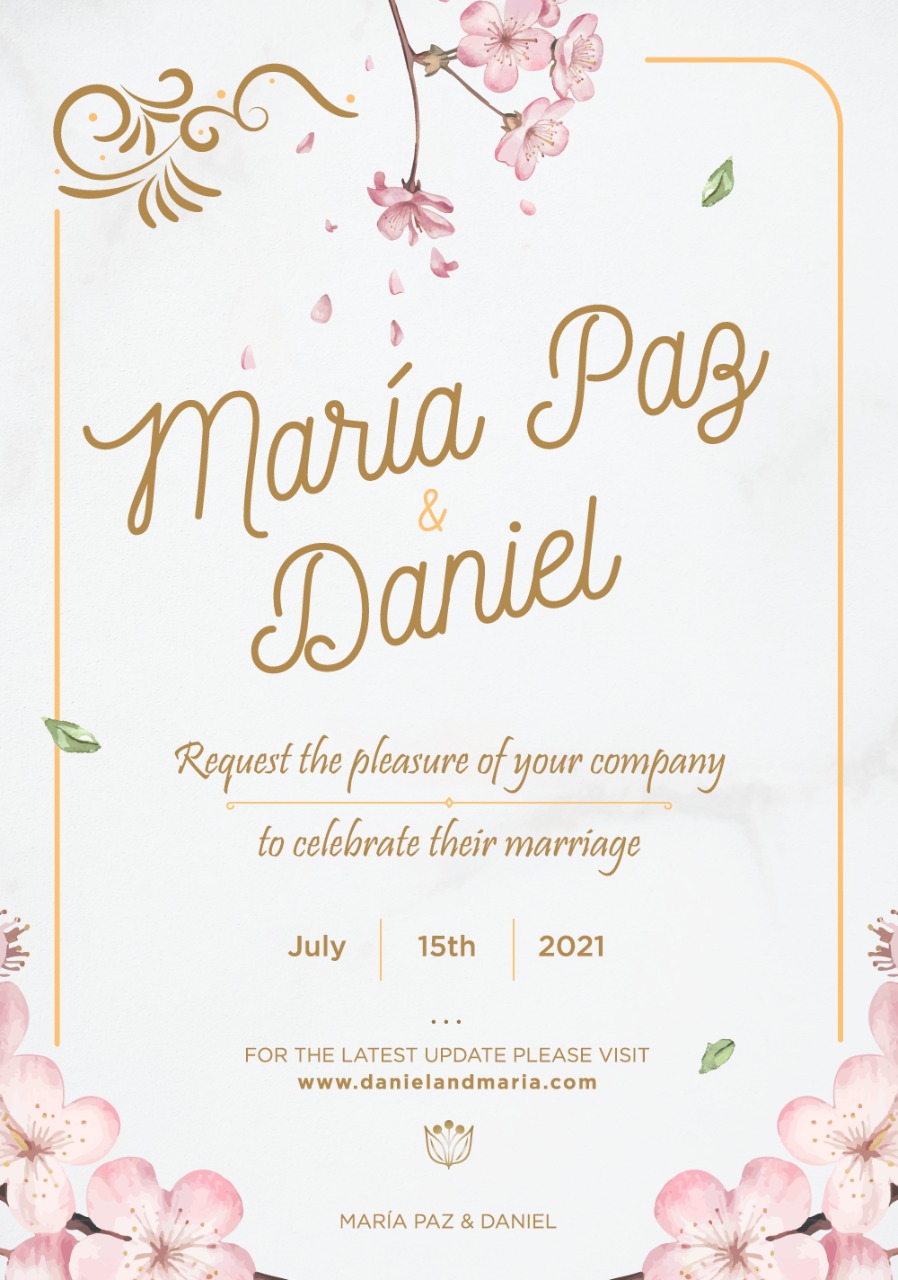 María Paz
&
Daniel
Request the pleasure of your company
to celebrate their marriage
July 15th 2021
...
FOR THE LATEST UPDATE PLEASE VISIT
www.danielandmaria.com
MARÍA PAZ & DANIEL